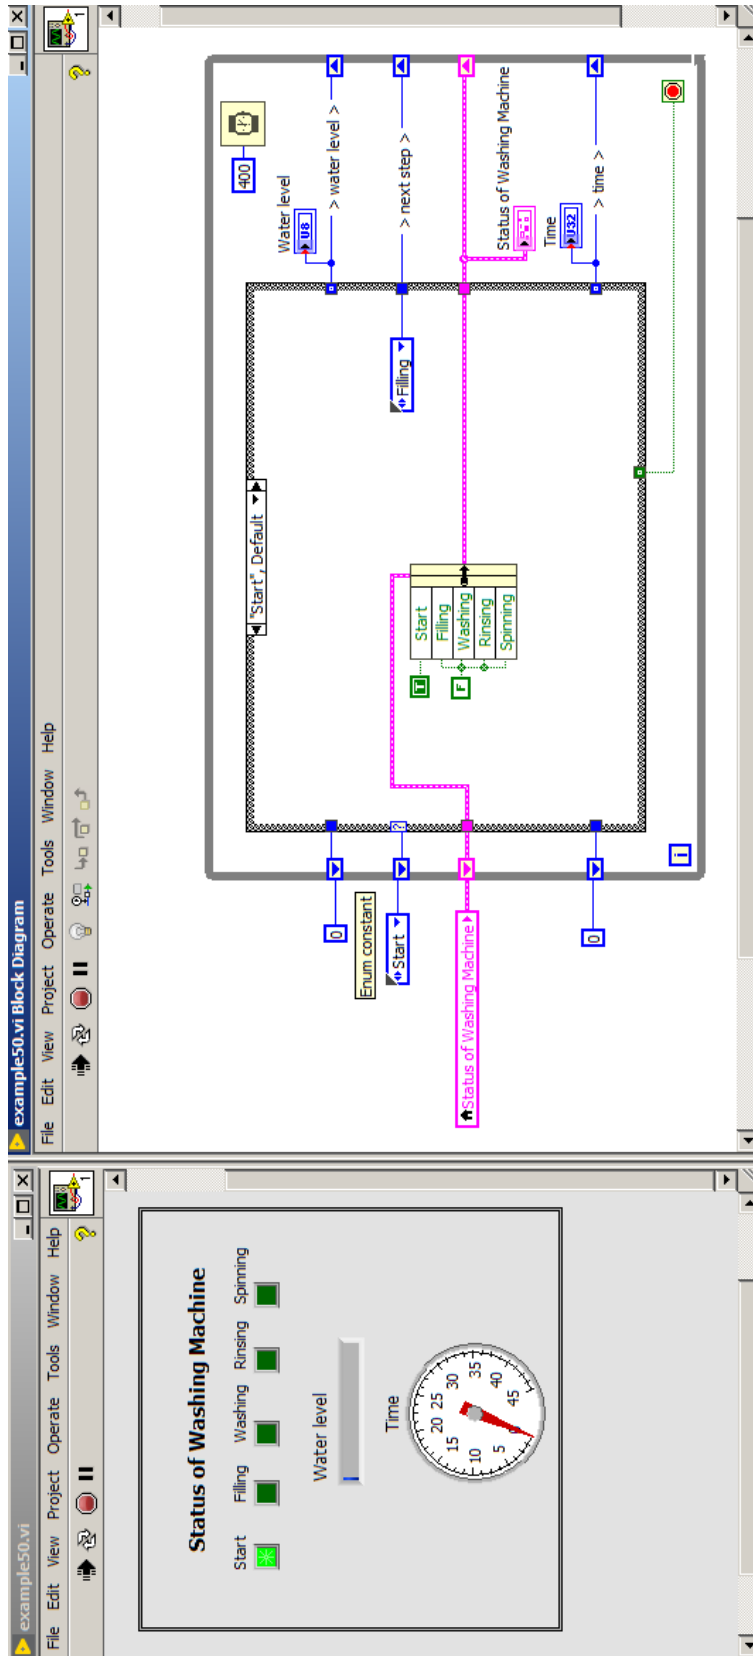 example50.vi
File Edit View Project Operate Tools Window Help
?
1
Status of Washing Machine
Start Filling Washing Rinsing Spinning
Water level
Time
0 5 10 15 20 25 30 35 40 45
example50.vi Block Diagram
File Edit View Project Operate Tools Window Help
?
1
400
"Start", Default
Water level
U8
0
> water level >
Enum constant
Start
?
Filling
> next step >
Start
Filling
Washing
Rinsing
Spinning
T
F
Status of Washing Machine
Status of Washing Machine
Time
U32
0
> time >
i